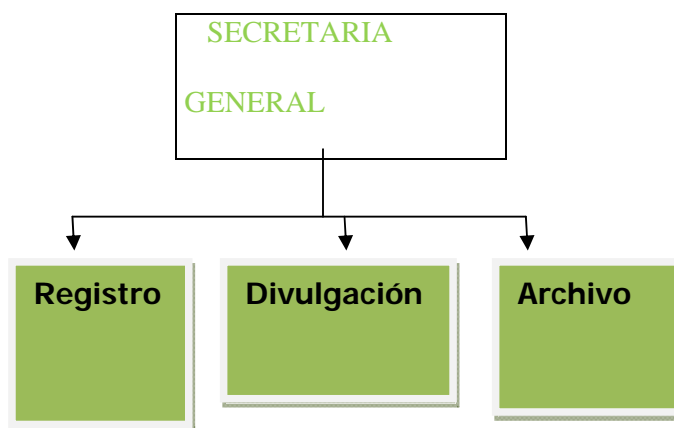 SECRETARIA
GENERAL
Registro
Divulgación
Archivo